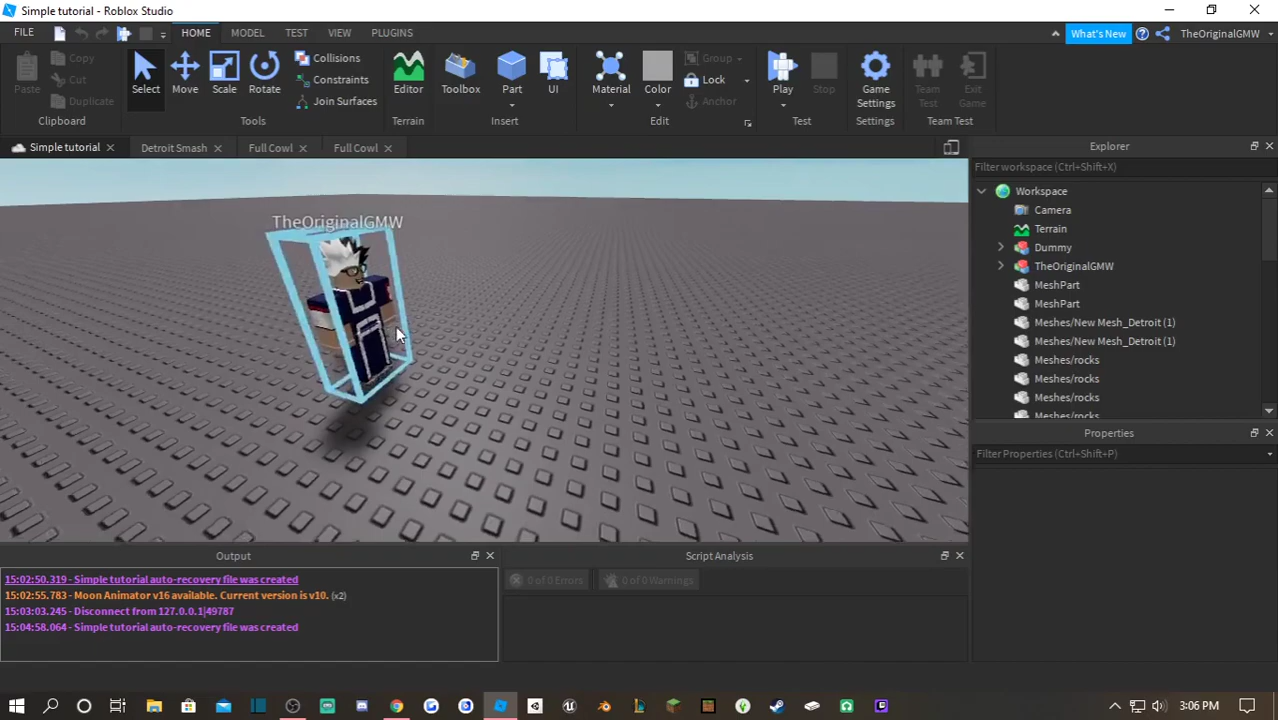 Simple tutorial - Roblox Studio
FILE
HOME
MODEL
TEST
VIEW
PLUGINS
What's New
TheOriginalGMW
Paste
Copy
Cut
Duplicate
Clipboard
Select
Move
Scale
Rotate
Collisions
Constraints
Join Surfaces
Tools
Editor
Terrain
Toolbox
Part
UI
Insert
Material
Color
Group
Lock
Anchor
Edit
Play
Stop
Test
Game Settings
Settings
Team Test
Exit Game
Team Test
Simple tutorial
Detroit Smash
Full Cowl
Full Cowl
TheOriginalGMW
Explorer
Filter workspace (Ctrl+Shift+X)
Workspace
Camera
Terrain
Dummy
TheOriginalGMW
MeshPart
MeshPart
Meshes/New Mesh_Detroit (1)
Meshes/New Mesh_Detroit (1)
Meshes/rocks
Meshes/rocks
Meshes/rocks
Meshes/rocks
Properties
Filter Properties (Ctrl+Shift+P)
Output
15:02:50.319 - Simple tutorial auto-recovery file was created
15:02:55.783 - Moon Animator v16 available. Current version is v10. (x2)
15:03:03.245 - Disconnect from 127.0.0.1|49787
15:04:58.064 - Simple tutorial auto-recovery file was created
Script Analysis
0 of 0 Errors
0 of 0 Warnings
3:06 PM